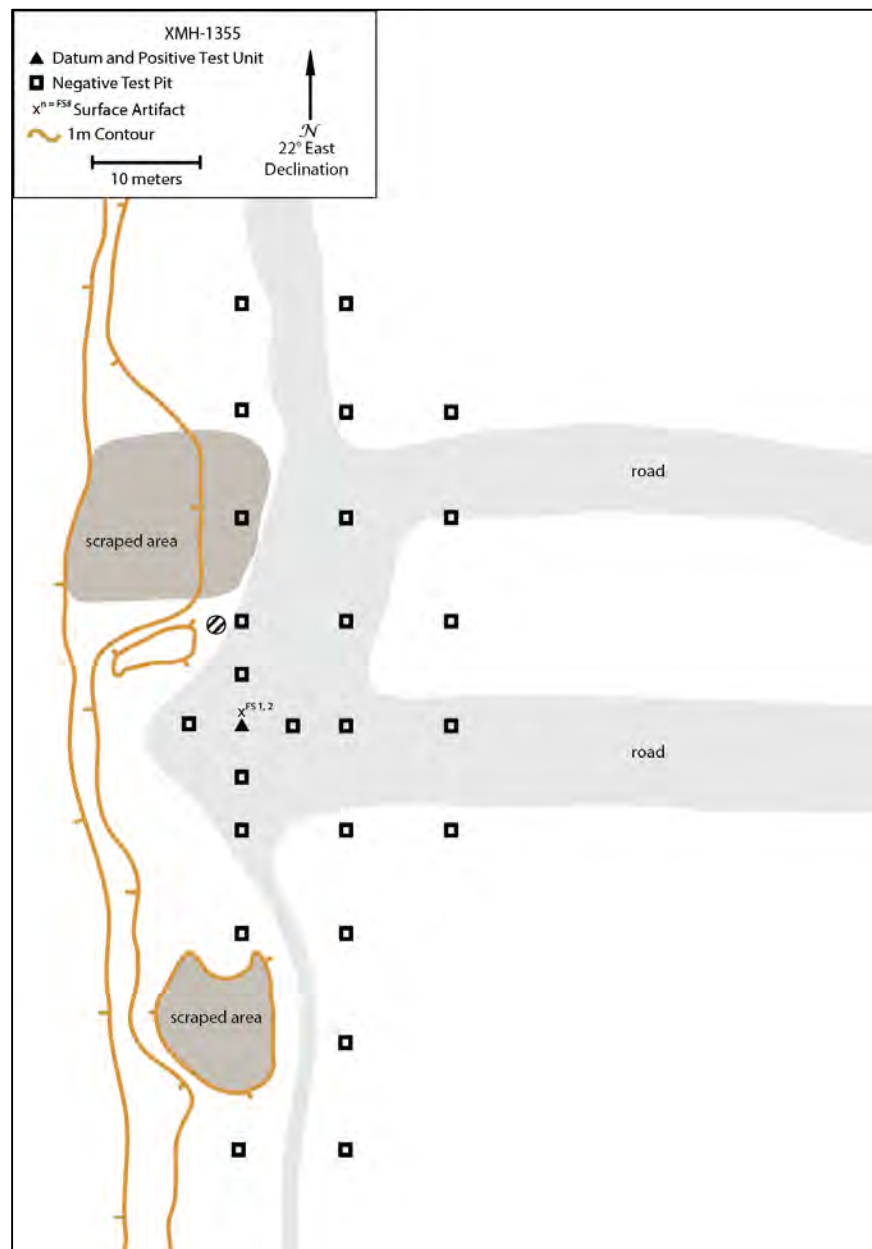 XMH-1355
Datum and Positive Test Unit
Negative Test Pit
x n = FS# Surface Artifact
1m Contour
10 meters
N
22° East
Declination
road
scraped area
x FS 1, 2
road
scraped area